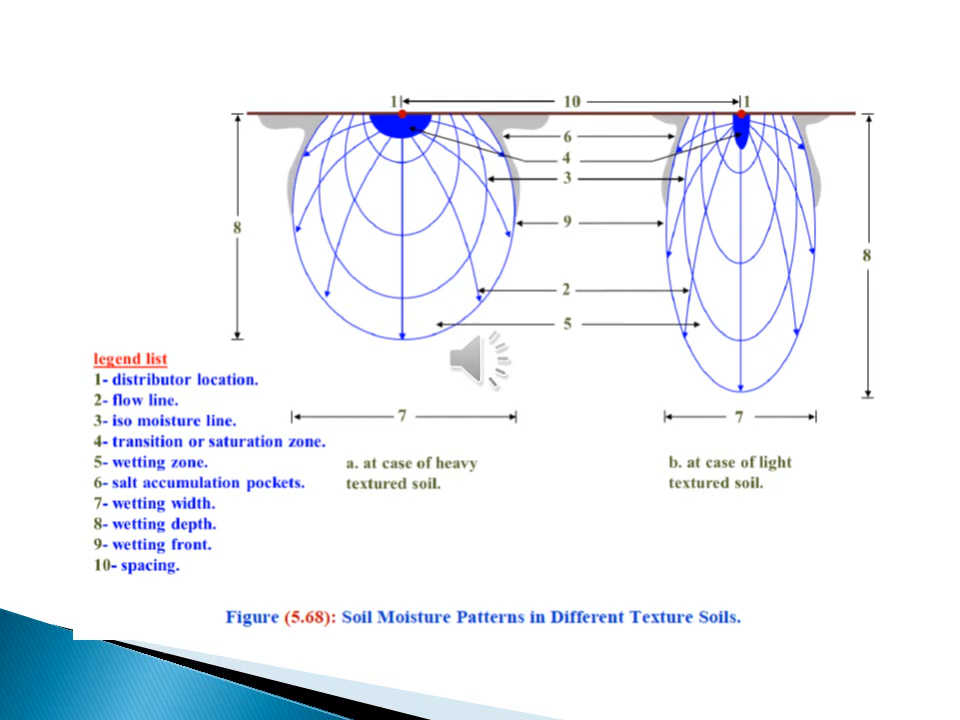 1 10 1
6
4
3
9
8
8
2
5
legend list
1- distributor location.
2- flow line.
3- iso moisture line.
4- transition or saturation zone.
5- wetting zone.
6- salt accumulation pockets.
7- wetting width.
8- wetting depth.
9- wetting front.
10- spacing.
7
7
a. at case of heavy
textured soil.
b. at case of light
textured soil.
Figure (5.68): Soil Moisture Patterns in Different Texture Soils.